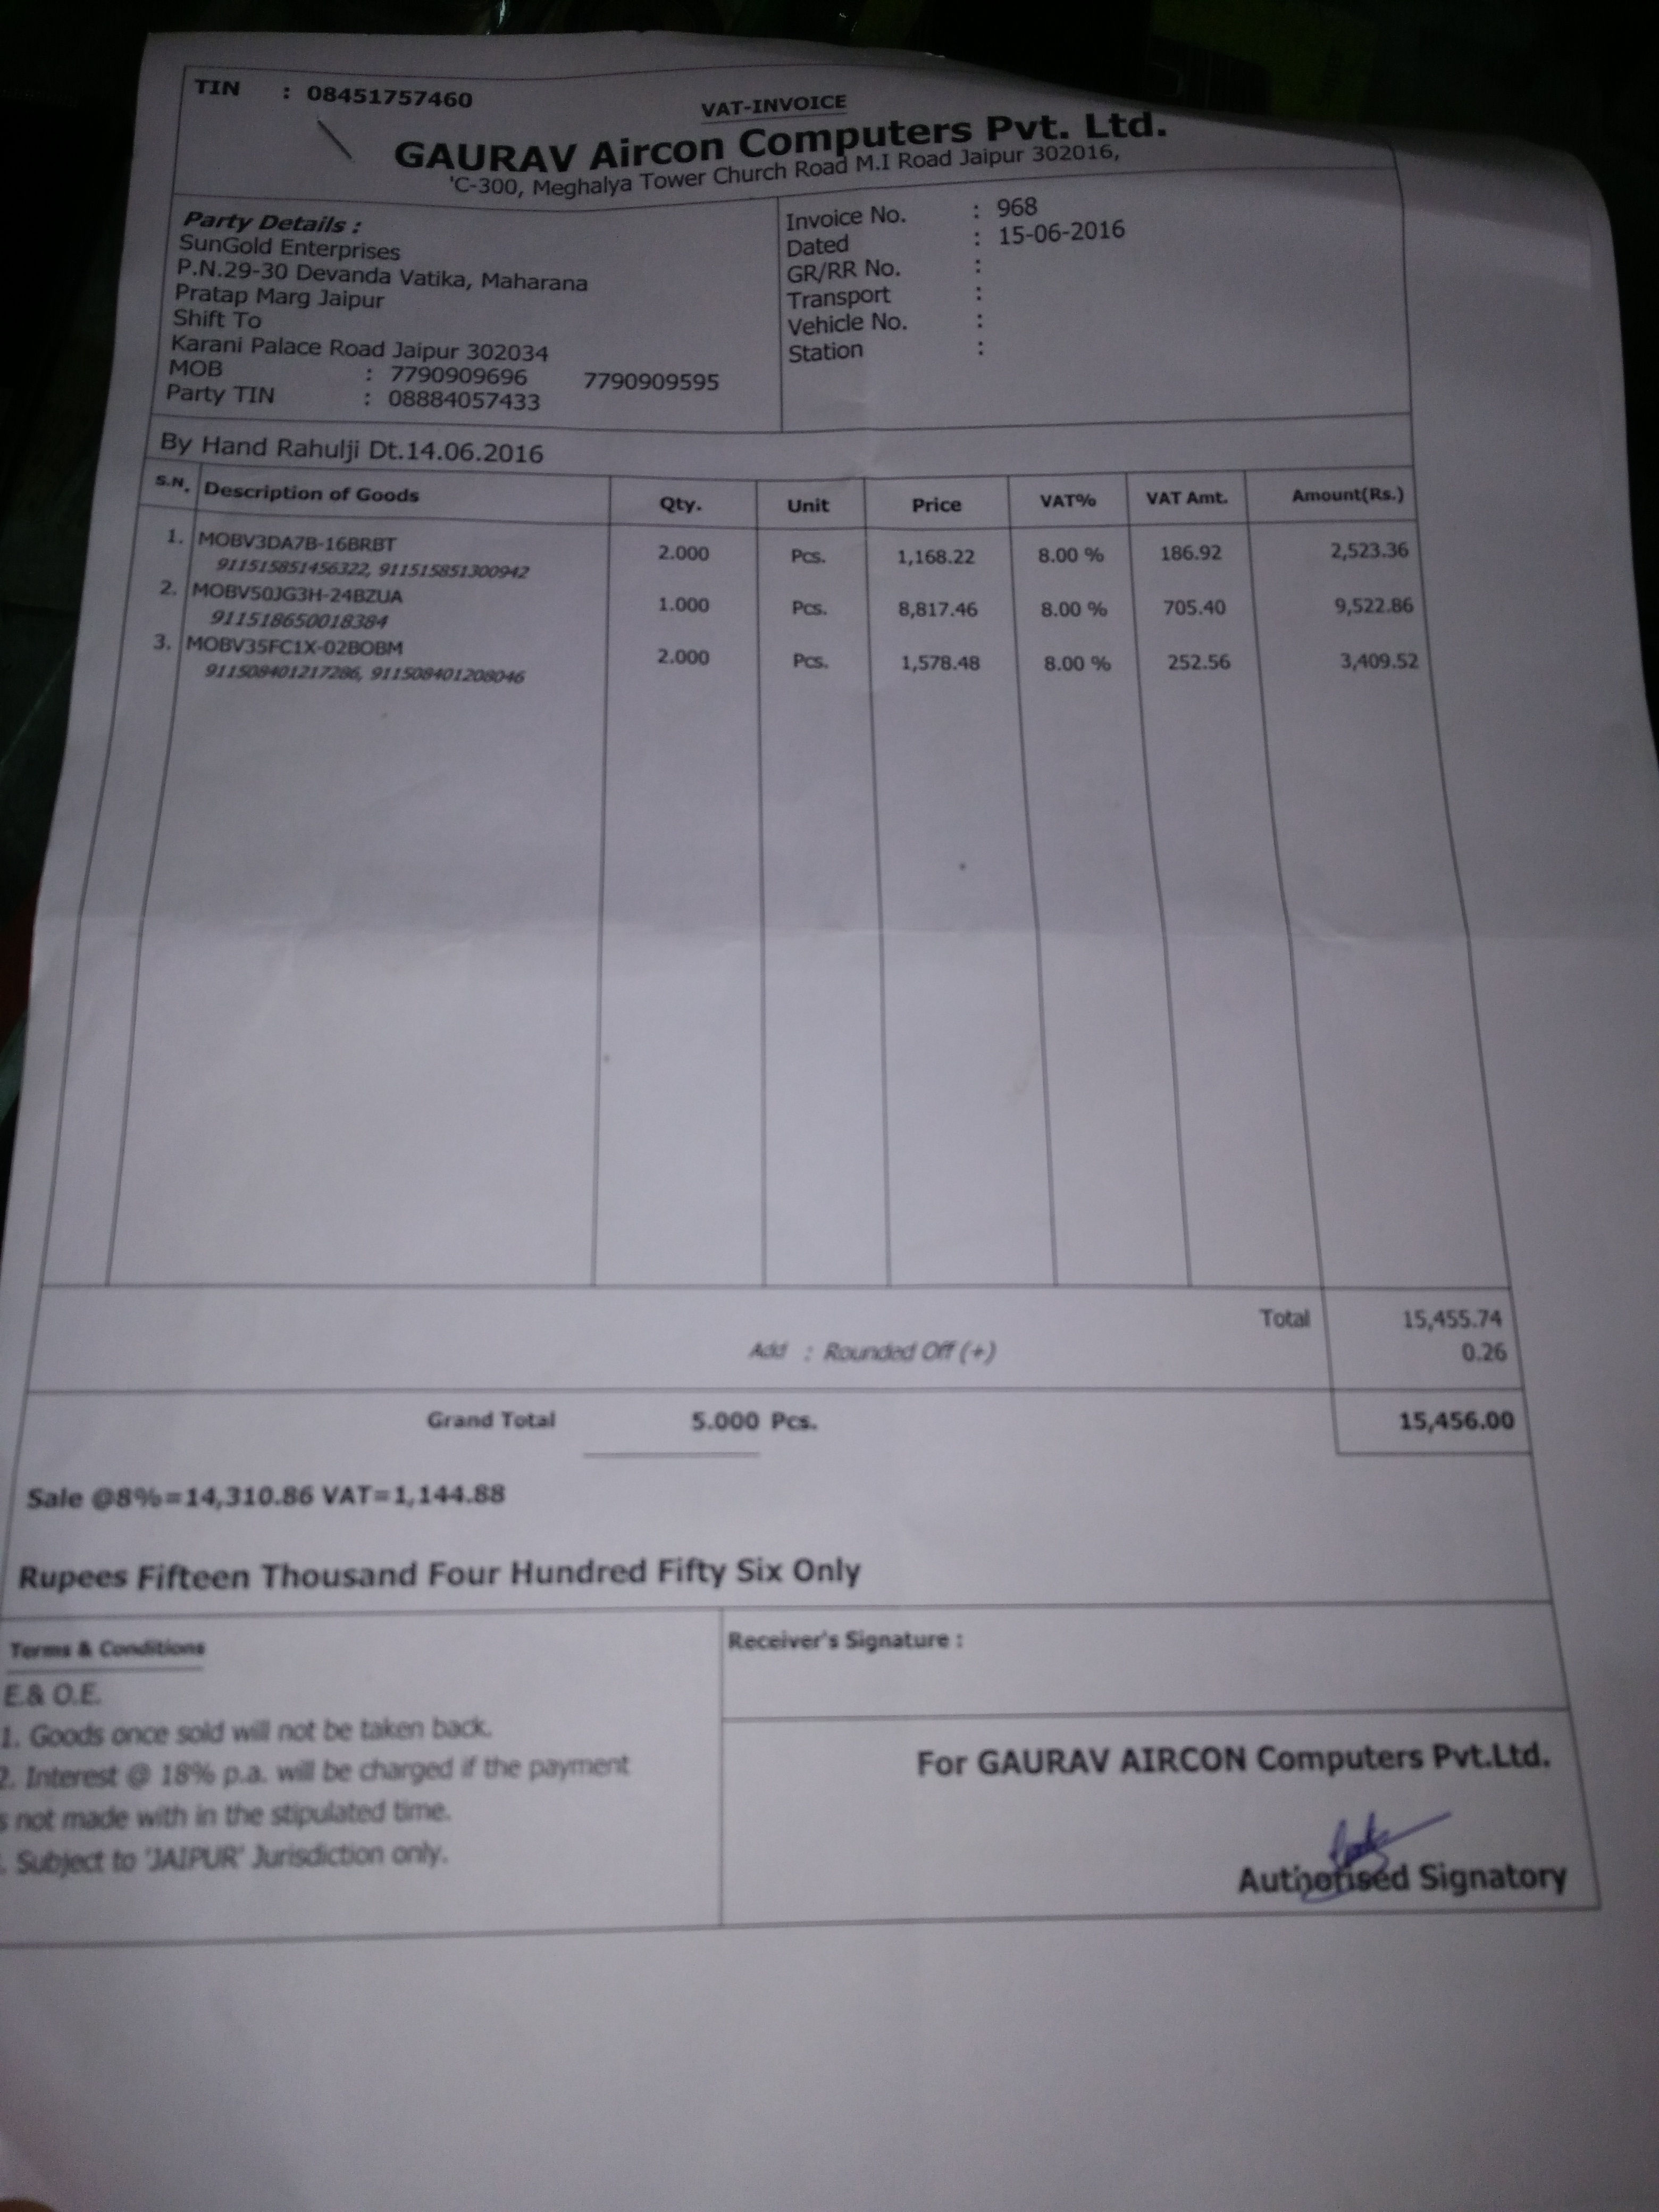 TIN : 08451757460
VAT-INVOICE
GAURAV Aircon Computers Pvt. Ltd.
'C-300, Meghalya Tower Church Road M.I Road Jaipur 302016,
Party Details :
SunGold Enterprises
P.N.29-30 Devanda Vatika, Maharana
Pratap Marg Jaipur
Shift To
Karani Palace Road Jaipur 302034
MOB : 7790909696 7790909595
Party TIN : 08884057433
Invoice No. : 968
Dated : 15-06-2016
GR/RR No. :
Transport :
Vehicle No. :
Station :
By Hand Rahulji Dt.14.06.2016
S.N. Description of Goods Qty. Unit Price VAT% VAT Amt. Amount(Rs.)
1. MOBV3DA7B-16BRBT 2.000 Pcs. 1,168.22 8.00 % 186.92 2,523.36
911515851456322, 911515851300942
2. MOBV50JG3H-24BZUA 1.000 Pcs. 8,817.46 8.00 % 705.40 9,522.86
911518650018384
3. MOBV35FC1X-02BOBM 2.000 Pcs. 1,578.48 8.00 % 252.56 3,409.52
911508401217286, 911508401208046
Total 15,455.74
Add : Rounded Off (+) 0.26
Grand Total 5.000 Pcs. 15,456.00
Sale @8%=14,310.86 VAT=1,144.88
Rupees Fifteen Thousand Four Hundred Fifty Six Only
Terms & Conditions
E.& O.E.
1. Goods once sold will not be taken back.
2. Interest @ 18% p.a. will be charged if the payment
s not made with in the stipulated time.
. Subject to 'JAIPUR' Jurisdiction only.
Receiver's Signature :
For GAURAV AIRCON Computers Pvt.Ltd.
Authorised Signatory